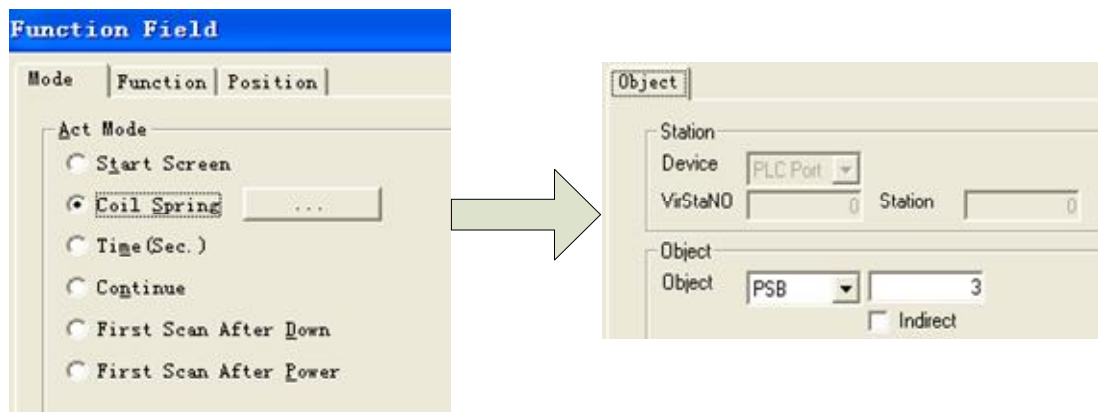 Function Field
Mode Function Position
Act Mode
Start Screen
Coil Spring ...
Time(Sec.)
Continue
First Scan After Down
First Scan After Power
Object
Station
Device PLC Port
VirStaNO 0 Station 0
Object
Object PSB 3
Indirect